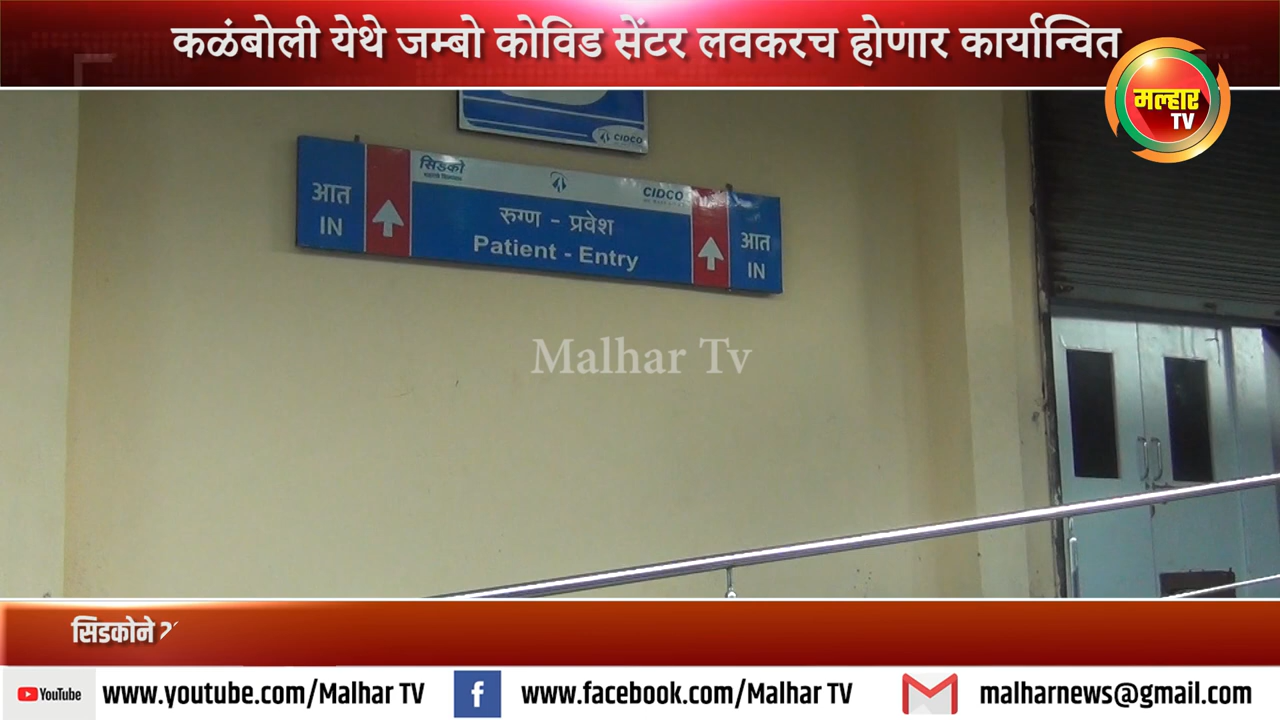 कळंबोली येथे जम्बो कोविड सेंटर लवकरच होणार कार्यान्वित
मल्हार
TV
CIDCO
आत
IN
सिडको
CIDCO
रुग्ण - प्रवेश
Patient - Entry
आत
IN
Malhar Tv
सिडकोने
YouTube
www.youtube.com/Malhar TV
f
www.facebook.com/Malhar TV
malharnews@gmail.com